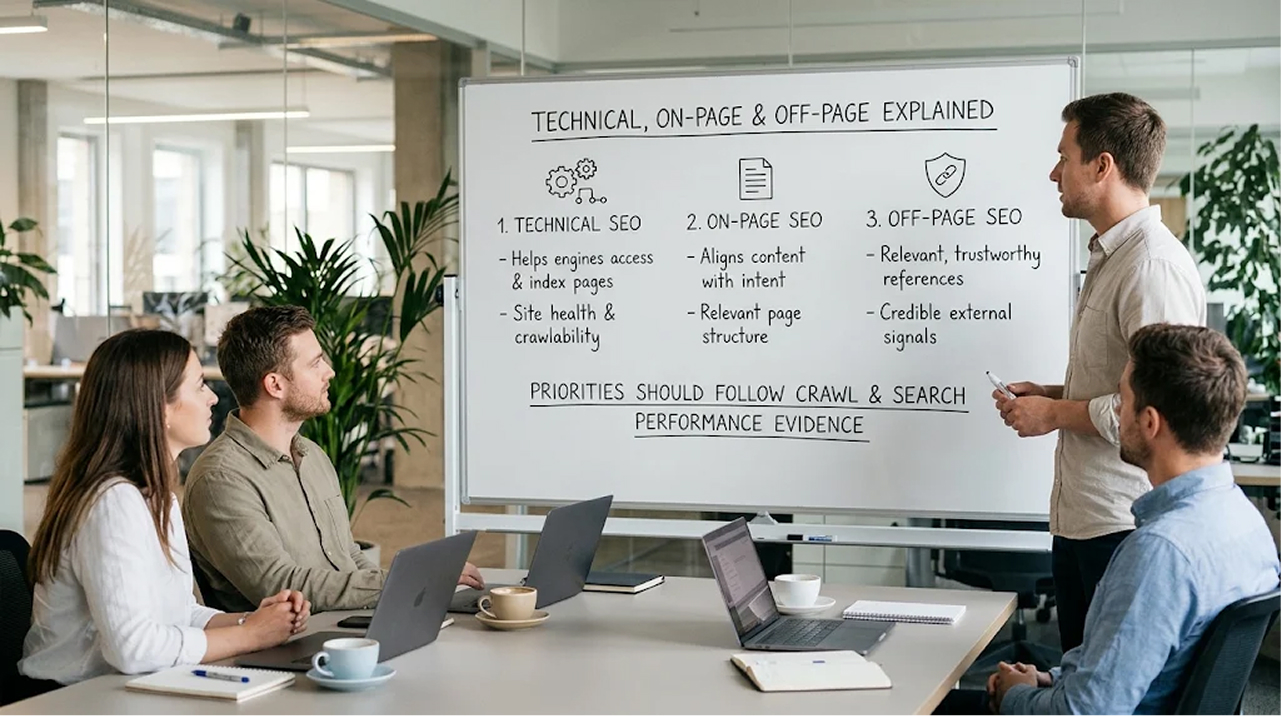 TECHNICAL, ON-PAGE & OFF-PAGE EXPLAINED
1. TECHNICAL SEO
- Helps engines access
& index pages
- Site health &
crawlability
2. ON-PAGE SEO
- Aligns content
with intent
- Relevant page
structure
3. OFF-PAGE SEO
- Relevant, trustworthy
references
- Credible external
signals
PRIORITIES SHOULD FOLLOW CRAWL & SEARCH
PERFORMANCE EVIDENCE